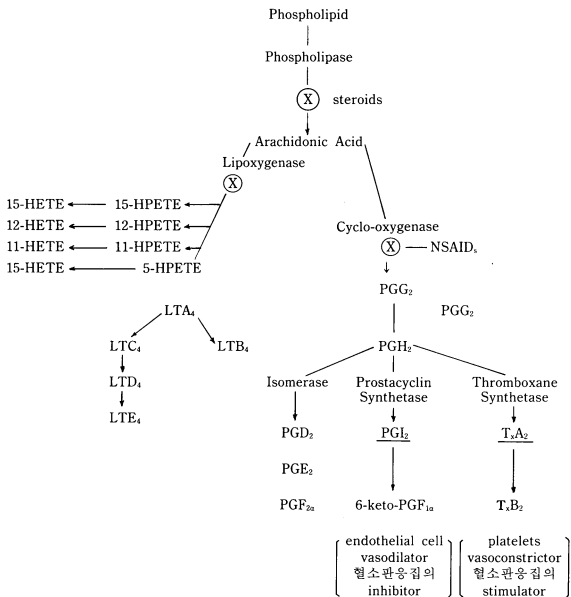 Phospholipid
Phospholipase
X steroids
Arachidonic Acid
Lipoxygenase
X
15-HETE 15-HPETE
12-HETE 12-HPETE
11-HETE 11-HPETE
15-HETE 5-HPETE
Cyclo-oxygenase
X NSAIDs
PGG₂
PGG₂
LTA₄
LTC₄ LTB₄
LTD₄
LTE₄
PGH₂
Isomerase Prostacyclin Synthetase Thromboxane Synthetase
PGD₂ PGI₂ TxA₂
PGE₂
PGF₂α 6-keto-PGF₁α TxB₂
endothelial cell
vasodilator
혈소판응집의
inhibitor
platelets
vasoconstrictor
혈소판응집의
stimulator